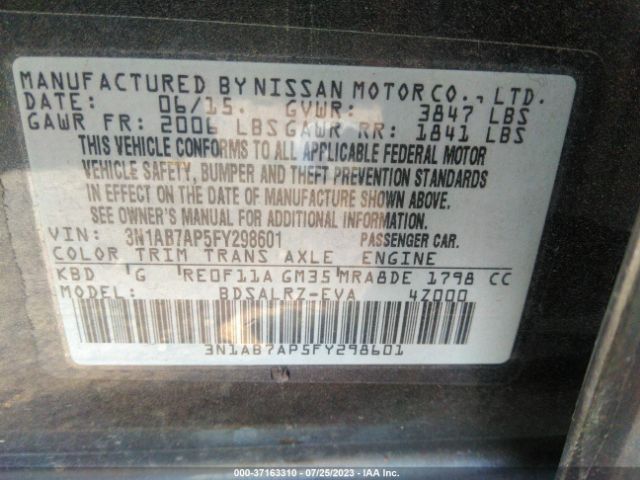 MANUFACTURED BY NISSAN MOTOR CO., LTD.
DATE: 06/15. GVWR: 3847 LBS
GAWR FR: 2006 LBS GAWR RR: 1841 LBS
THIS VEHICLE CONFORMS TO ALL APPLICABLE FEDERAL MOTOR
VEHICLE SAFETY, BUMPER AND THEFT PREVENTION STANDARDS
IN EFFECT ON THE DATE OF MANUFACTURE SHOWN ABOVE.
SEE OWNER'S MANUAL FOR ADDITIONAL INFORMATION.
VIN: 3N1AB7AP5FY298601 PASSENGER CAR.
COLOR TRIM TRANS AXLE ENGINE
KBD G RE0F11A GM35 MRA8DE 1798 CC
MODEL BDSALRZ-EVA 4Z000
3N1AB7AP5FY298601
000-37163310 | 07/25/2023 | IAA Inc.